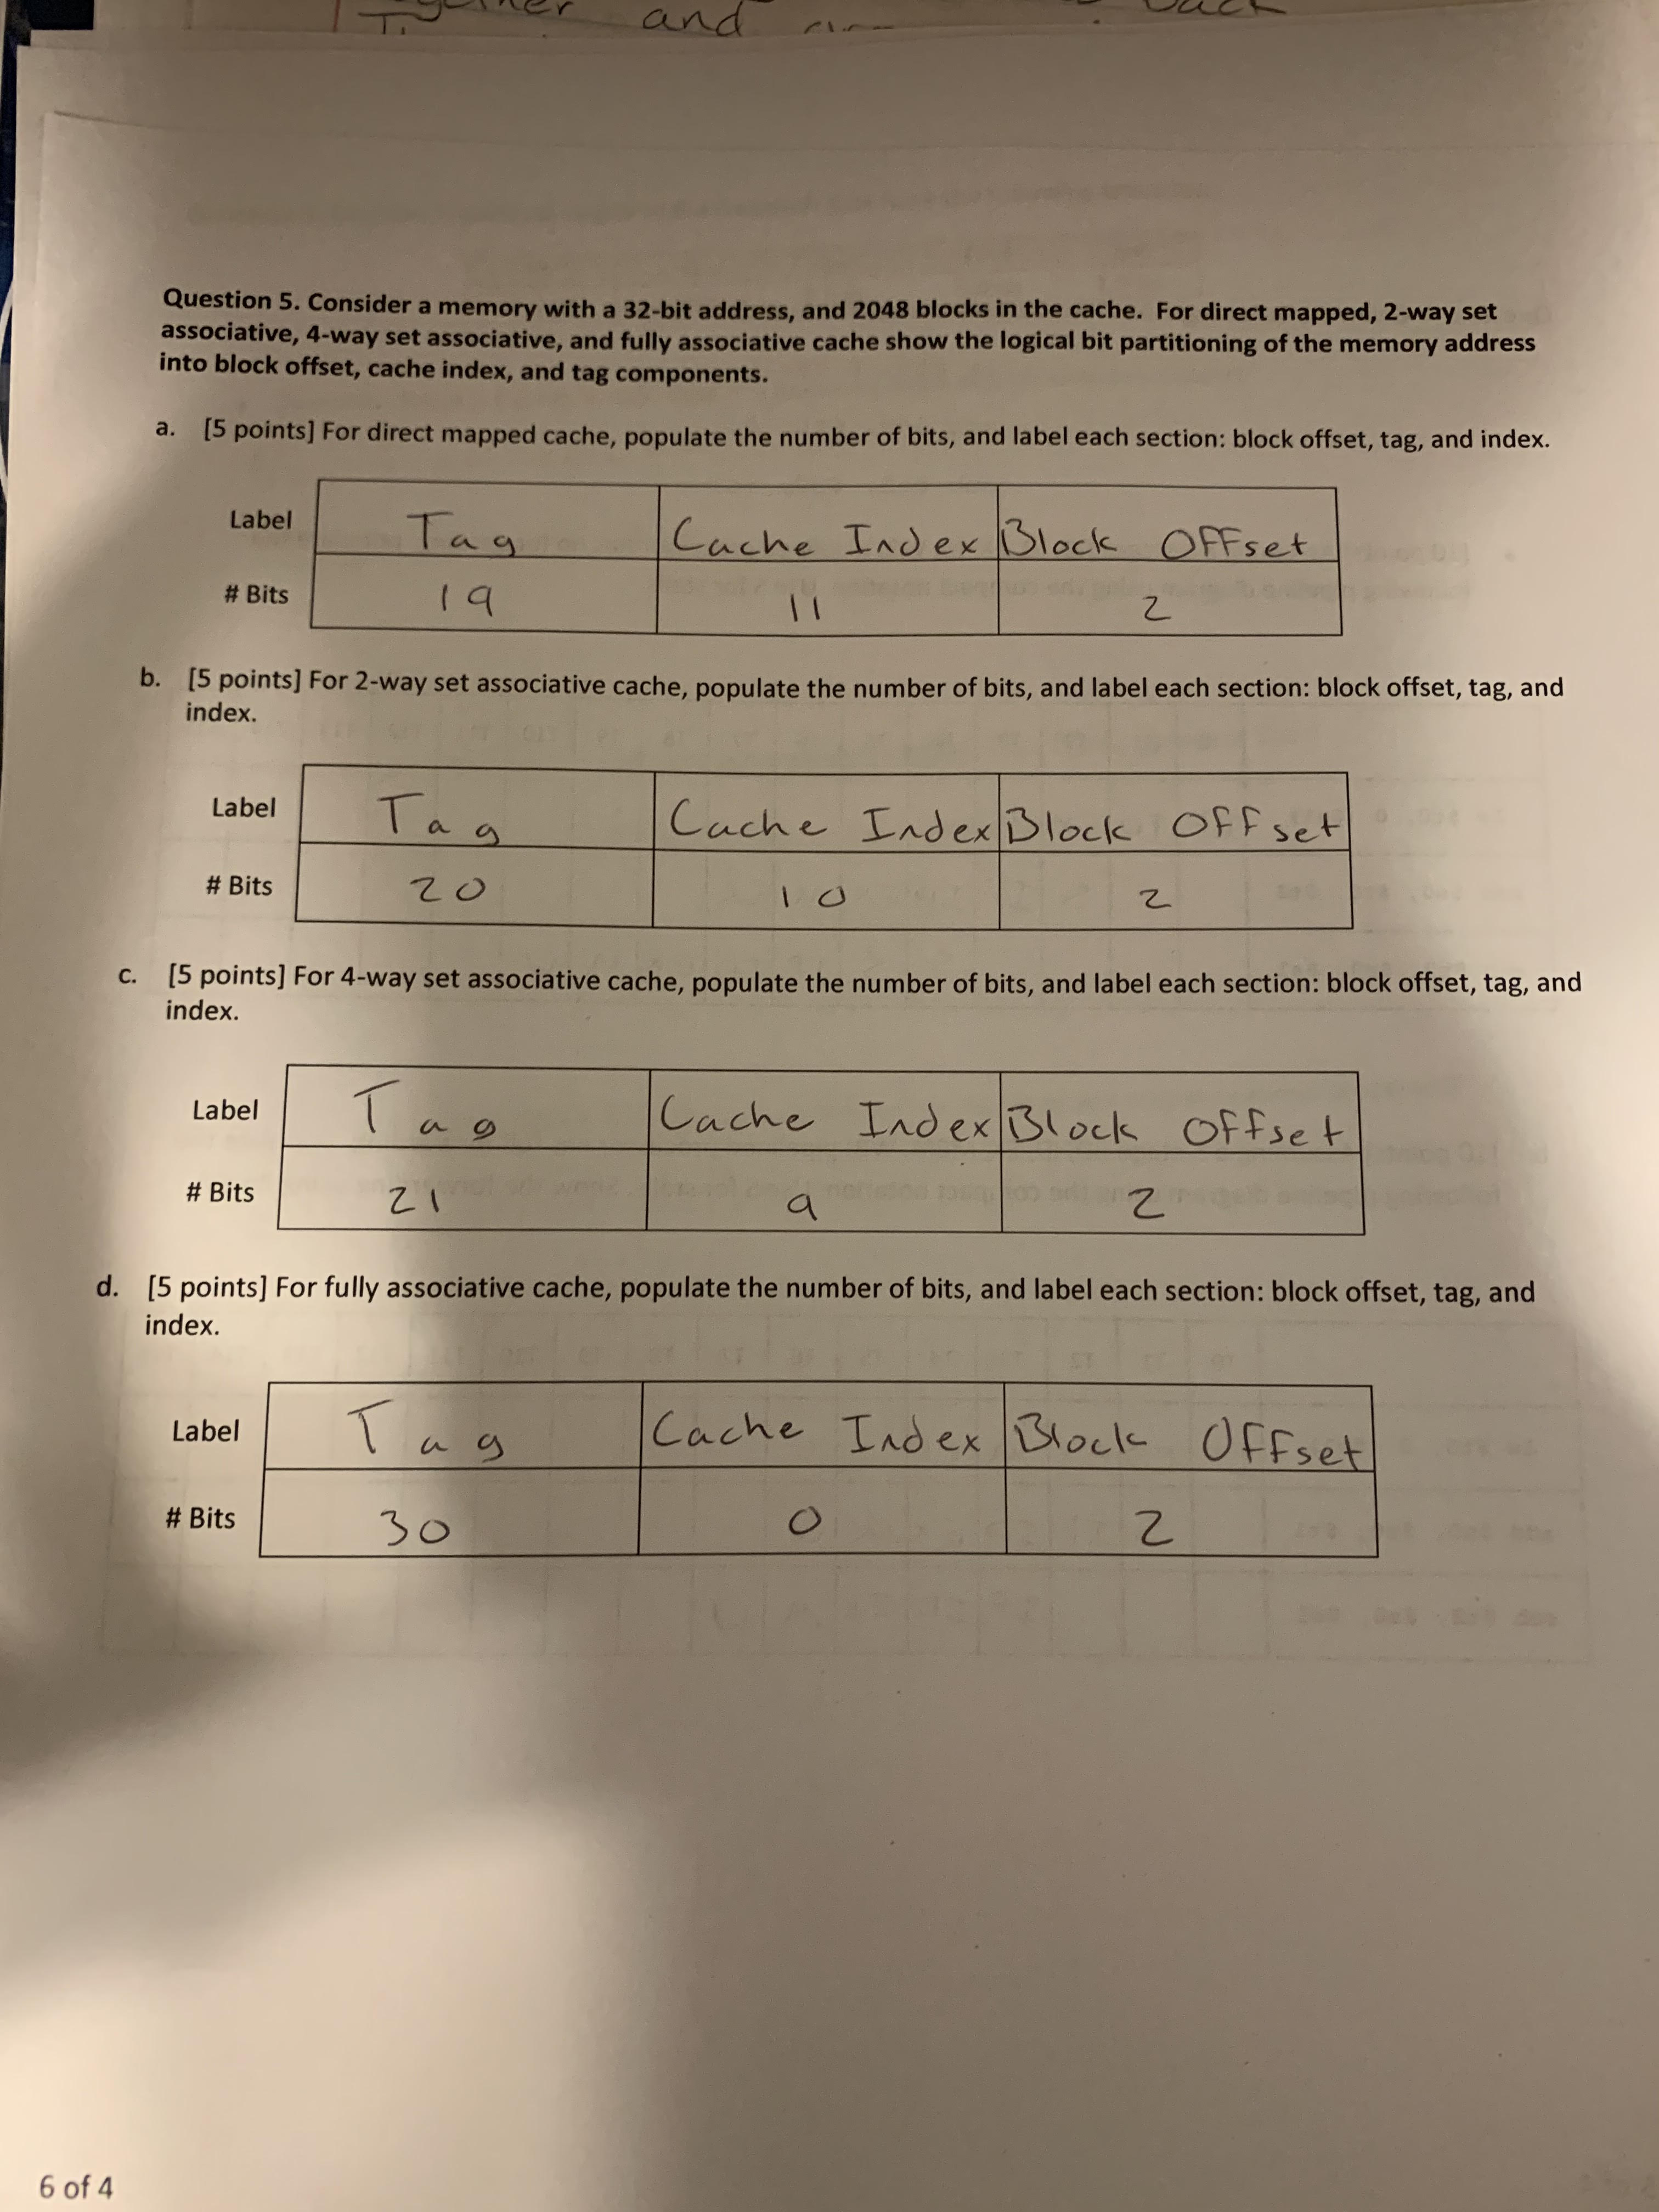 and
Question 5. Consider a memory with a 32-bit address, and 2048 blocks in the cache. For direct mapped, 2-way set
associative, 4-way set associative, and fully associative cache show the logical bit partitioning of the memory address
into block offset, cache index, and tag components.
a. [5 points] For direct mapped cache, populate the number of bits, and label each section: block offset, tag, and index.
Label Tag Cache Index Block Offset
# Bits 19 11 2
b. [5 points] For 2-way set associative cache, populate the number of bits, and label each section: block offset, tag, and
index.
Label Tag Cache Index Block Offset
# Bits 20 10 2
c. [5 points] For 4-way set associative cache, populate the number of bits, and label each section: block offset, tag, and
index.
Label Tag Cache Index Block Offset
# Bits 21 9 2
d. [5 points] For fully associative cache, populate the number of bits, and label each section: block offset, tag, and
index.
Label Tag Cache Index Block Offset
# Bits 30 0 2
6 of 4